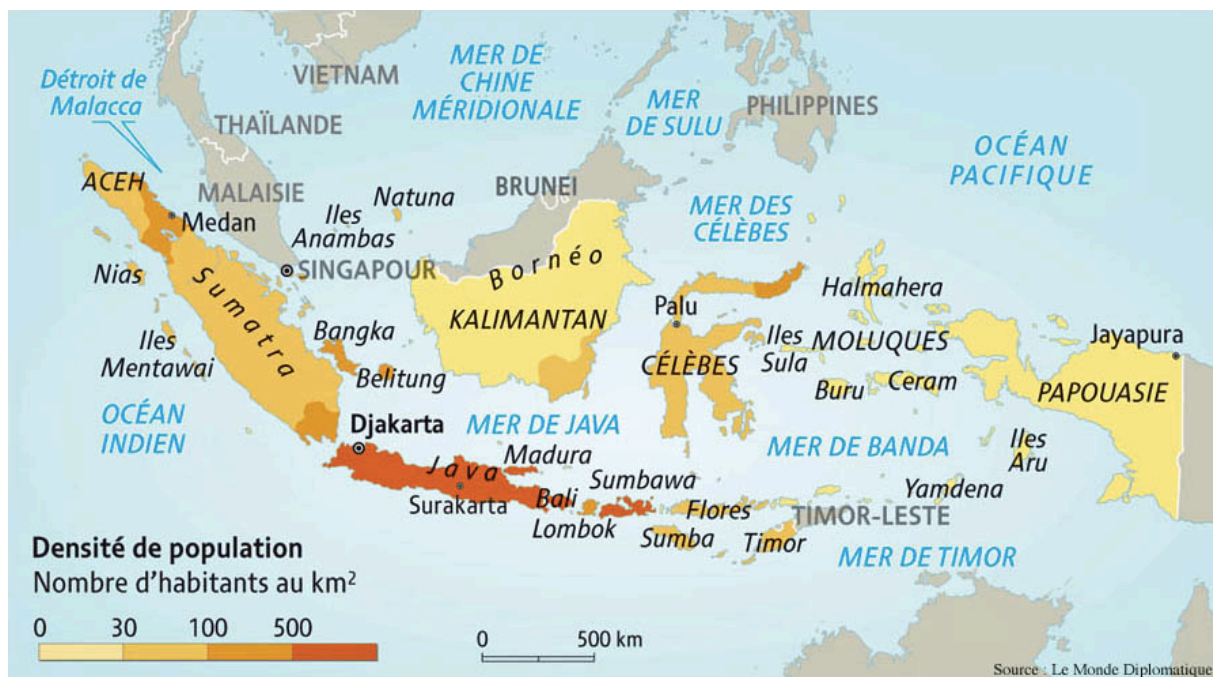 VIETNAM
MER DE
CHINE
MÉRIDIONALE
Détroit de
Malacca
THAÏLANDE
MER
DE SULU
PHILIPPINES
OCÉAN
PACIFIQUE
ACEH
MALAISIE
Medan
Natuna
Iles
Anambas
BRUNEI
MER DES
CÉLÈBES
SINGAPOUR
Nias
Sumatra
Bornéo
KALIMANTAN
Palu
Halmahera
Bangka
Iles
Mentawai
Belitung
CÉLÈBES
Iles
Sula
MOLUQUES
Buru
Ceram
Jayapura
PAPOUASIE
OCÉAN
INDIEN
Djakarta
MER DE JAVA
MER DE BANDA
Iles
Aru
Java
Madura
Surakarta
Bali
Sumbawa
Lombok
Flores
Yamdena
Sumba
Timor
TIMOR-LESTE
MER DE TIMOR
Densité de population
Nombre d'habitants au km²
0 30 100 500
0 500 km
Source : Le Monde Diplomatique